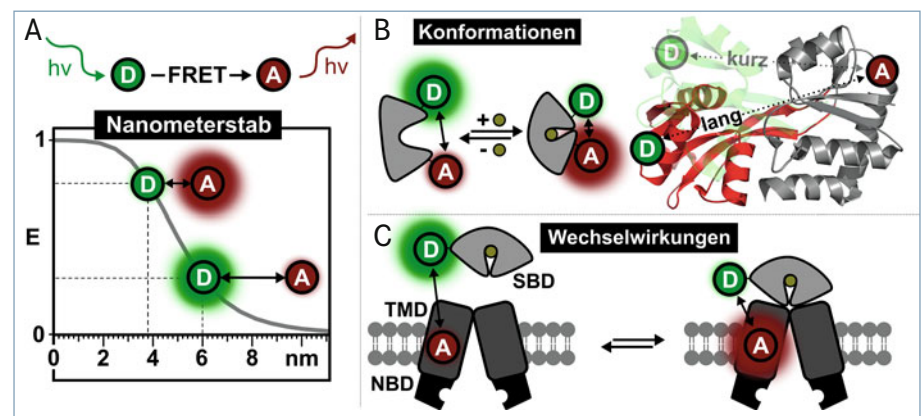 A
hν
D
FRET
A
hν
Nanometerstab
1
E
0
D
A
D
A
0 2 4 6 8 nm
B
Konformationen
D
A
+
-
D
A
D
kurz
A
lang
D
C
Wechselwirkungen
D
SBD
TMD
A
NBD
D
A